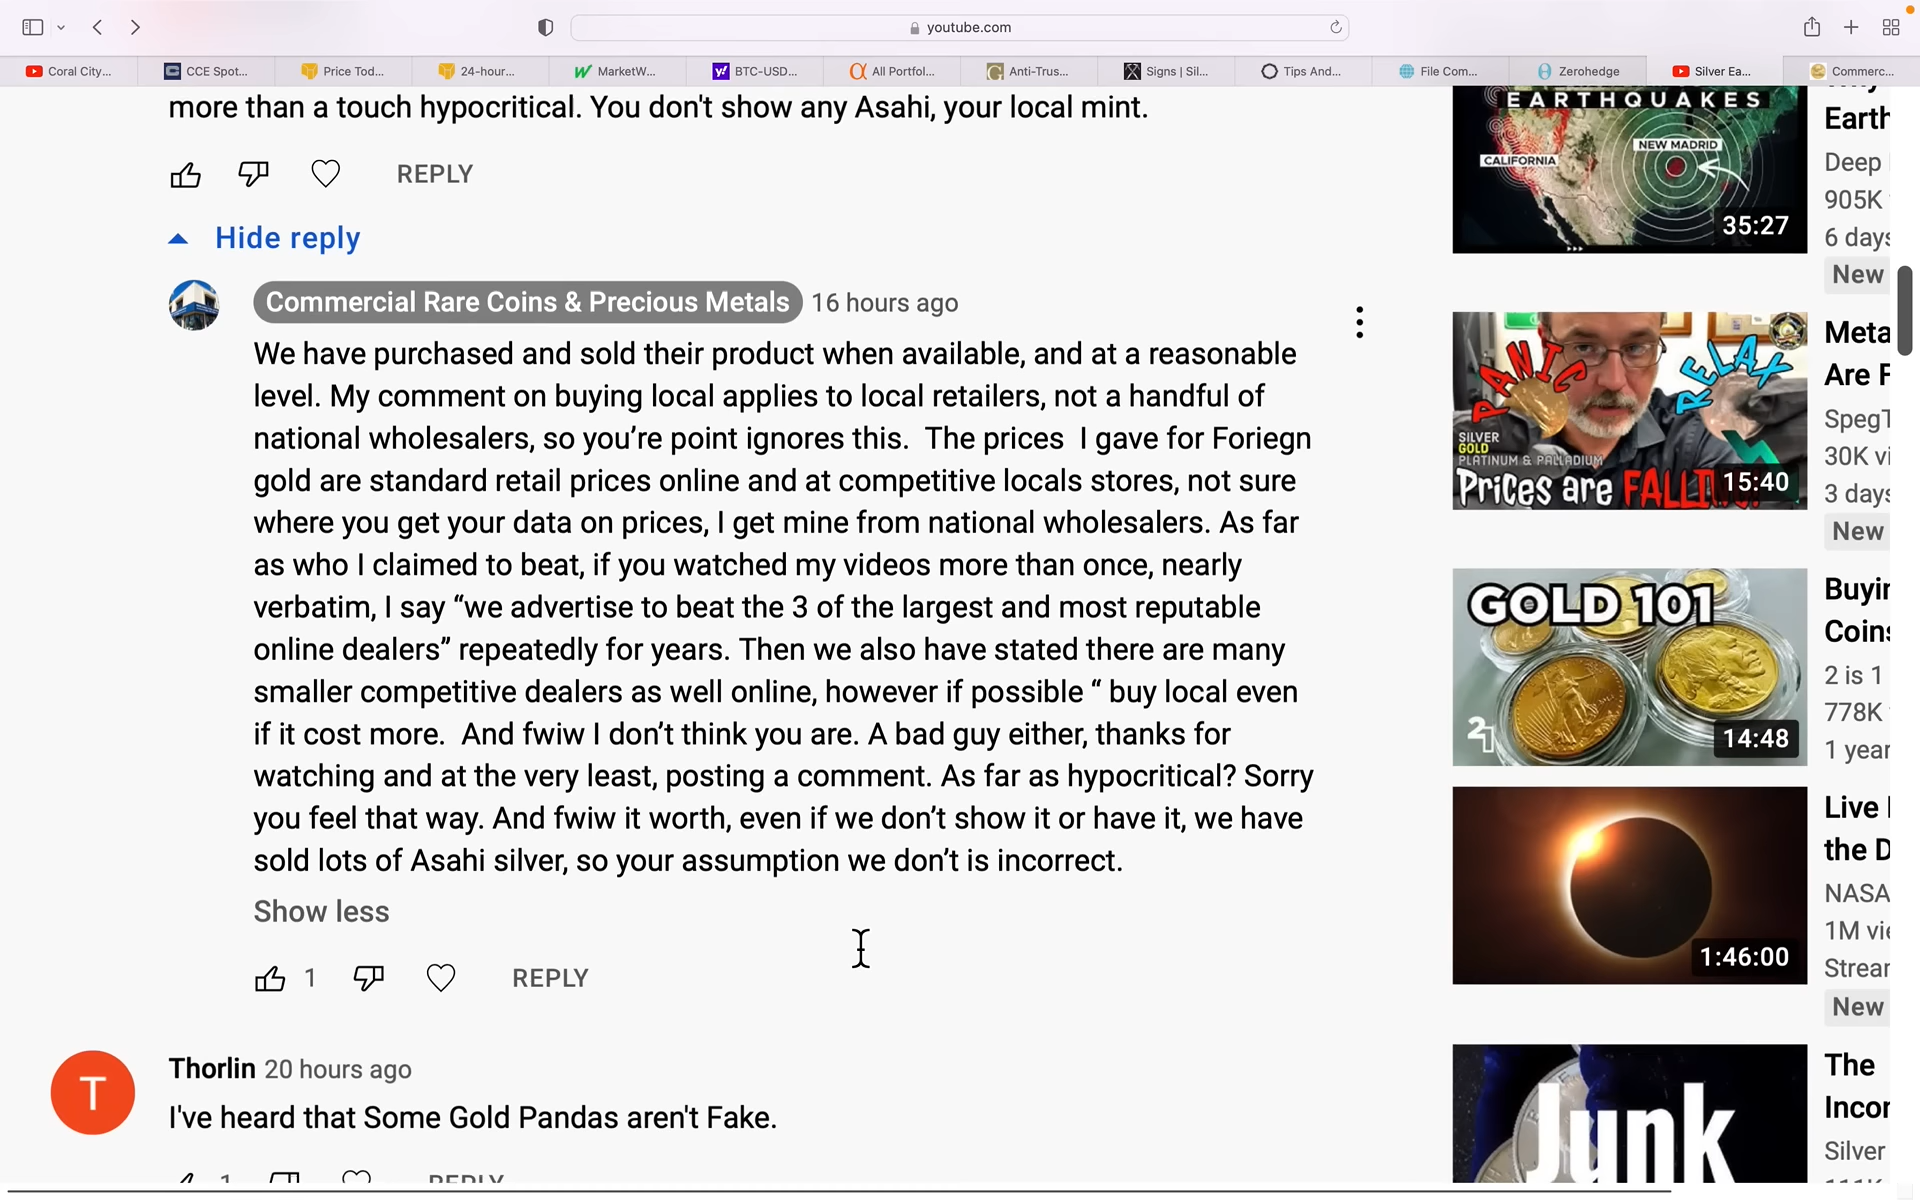 youtube.com
Coral City...
CCE Spot...
Price Tod...
24-hour...
MarketW...
BTC-USD...
All Portfol...
Anti-Trus...
Signs | Sil...
Tips And...
File Com...
Zerohedge
Silver Ea...
Commerc...
more than a touch hypocritical. You don't show any Asahi, your local mint.
REPLY
Hide reply
Commercial Rare Coins & Precious Metals 16 hours ago
We have purchased and sold their product when available, and at a reasonable
level. My comment on buying local applies to local retailers, not a handful of
national wholesalers, so you’re point ignores this.  The prices  I gave for Foriegn
gold are standard retail prices online and at competitive locals stores, not sure
where you get your data on prices, I get mine from national wholesalers. As far
as who I claimed to beat, if you watched my videos more than once, nearly
verbatim, I say “we advertise to beat the 3 of the largest and most reputable
online dealers” repeatedly for years. Then we also have stated there are many
smaller competitive dealers as well online, however if possible “ buy local even
if it cost more.  And fwiw I don’t think you are. A bad guy either, thanks for
watching and at the very least, posting a comment. As far as hypocritical? Sorry
you feel that way. And fwiw it worth, even if we don’t show it or have it, we have
sold lots of Asahi silver, so your assumption we don’t is incorrect.
Show less
1 REPLY
T
Thorlin 20 hours ago
I've heard that Some Gold Pandas aren't Fake.
1 REPLY
EARTHQUAKES
CALIFORNIA
NEW MADRID
35:27
Earth
Deep
905K
6 days
New
PANIC
RELAX
SILVER
GOLD
PLATINUM & PALLADIUM
Prices are FALLI
15:40
Meta
Are F
SpegT
30K vi
3 days
New
GOLD 101
21
14:48
Buyin
Coins
2 is 1
778K
1 year
1:46:00
Live
the D
NASA
1M vie
Stream
New
Junk
The
Incor
Silver